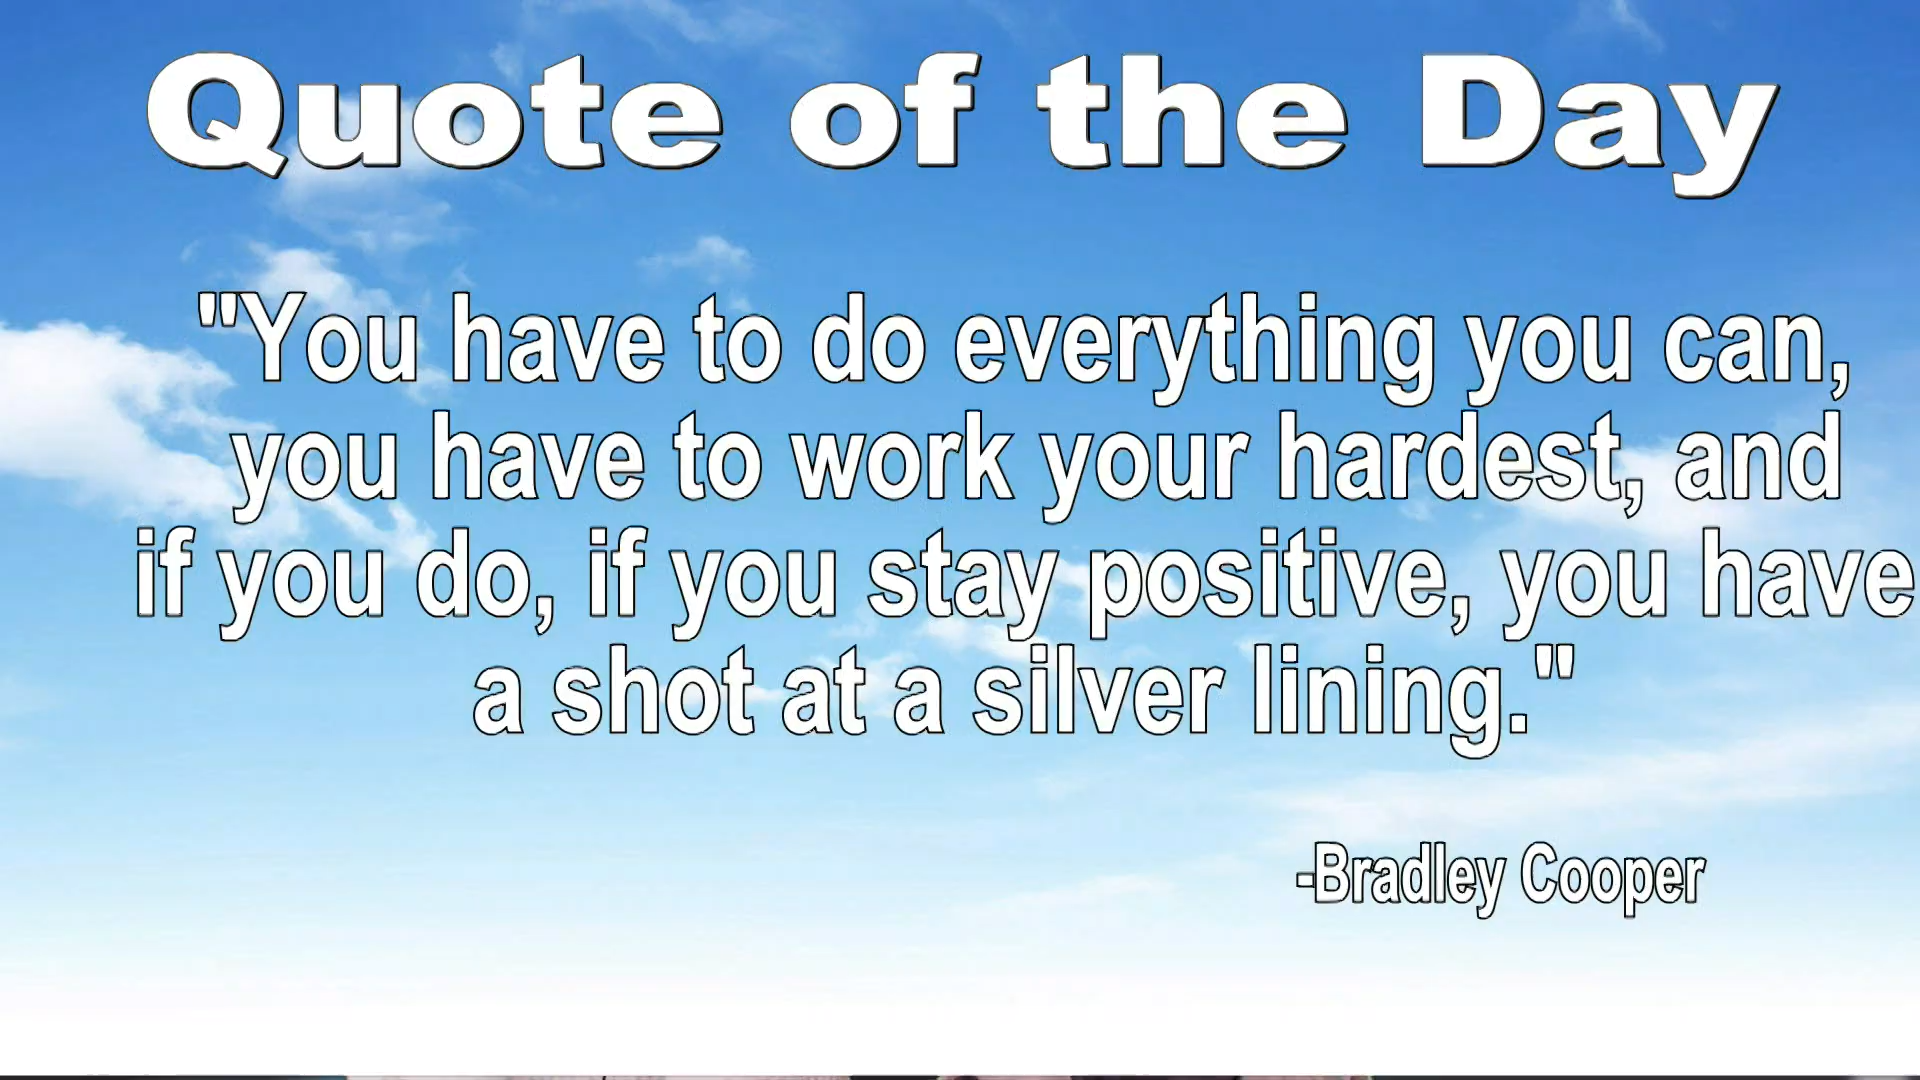 Quote of the Day
"You have to do everything you can,
you have to work your hardest, and
if you do, if you stay positive, you have
a shot at a silver lining."
-Bradley Cooper